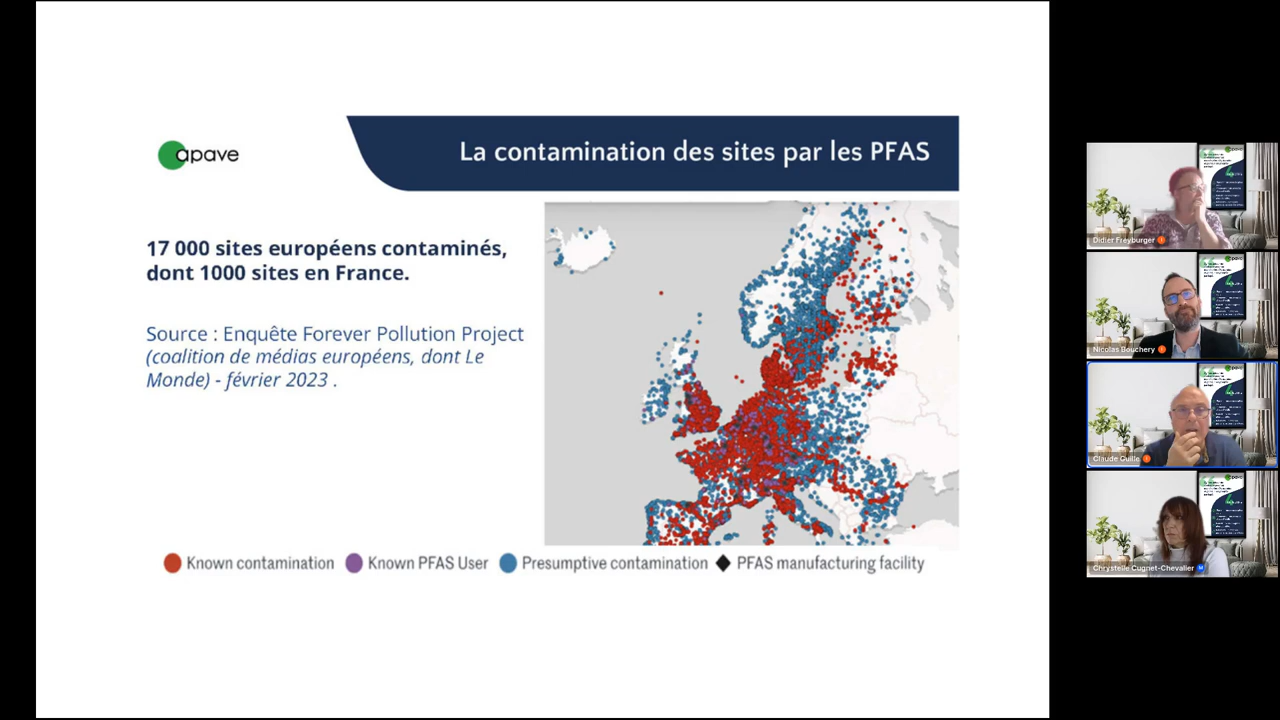 apave
La contamination des sites par les PFAS
17 000 sites européens contaminés,
dont 1000 sites en France.
Source : Enquête Forever Pollution Project
(coalition de médias européens, dont Le
Monde) - février 2023 .
Known contamination
Known PFAS User
Presumptive contamination
PFAS manufacturing facility
Didier Freyburger
Nicolas Bouchery
Claude Guille
Chrystelle Cugnet-Chevalier